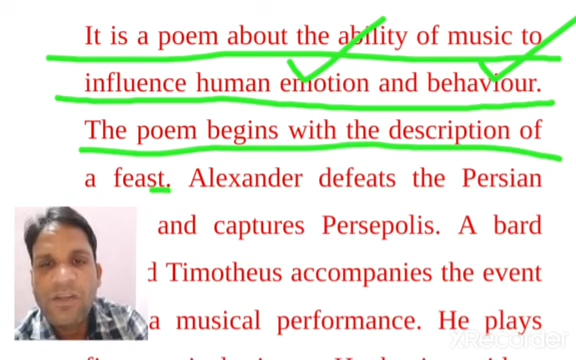 It is a poem about the ability of music to
influence human emotion and behaviour.
The poem begins with the description of
a feast. Alexander defeats the Persian
and captures Persepolis. A bard
Timotheus accompanies the event
a musical performance. He plays
XRecorder